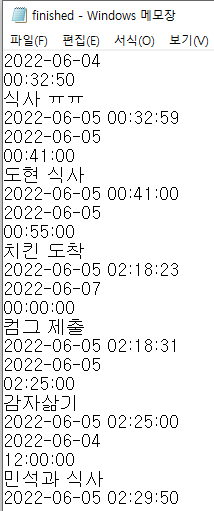 finished - Windows 메모장
파일(F) 편집(E) 서식(O) 보기(V)
2022-06-04
00:32:50
식사 ㅠㅠ
2022-06-05 00:32:59
2022-06-05
00:41:00
도현 식사
2022-06-05 00:41:00
2022-06-05
00:55:00
치킨 도착
2022-06-05 02:18:23
2022-06-07
00:00:00
컴그 제출
2022-06-05 02:18:31
2022-06-05
02:25:00
감자삶기
2022-06-05 02:25:00
2022-06-04
12:00:00
민석과 식사
2022-06-05 02:29:50